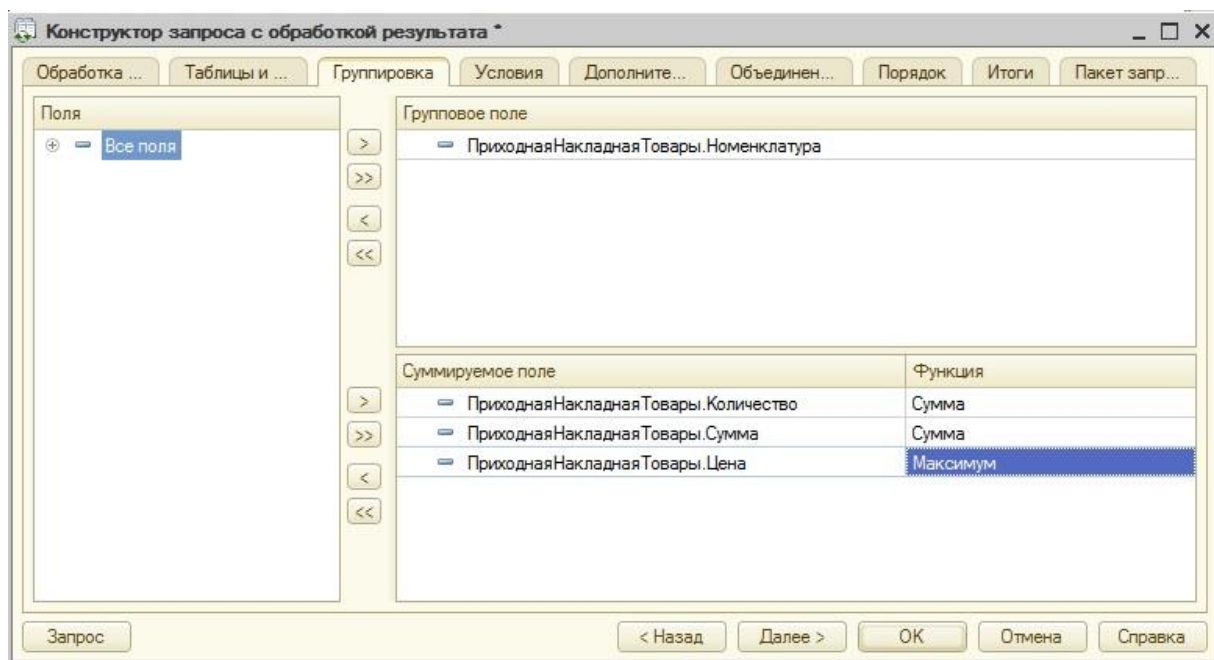 Конструктор запроса с обработкой результата *
Обработка ... Таблицы и ... Группировка Условия Дополните... Объединен... Порядок Итоги Пакет запр...
Поля
Все поля
Групповое поле
ПриходнаяНакладнаяТовары.Номенклатура
>
>>
<
<<
Суммируемое поле Функция
ПриходнаяНакладнаяТовары.Количество Сумма
ПриходнаяНакладнаяТовары.Сумма Сумма
ПриходнаяНакладнаяТовары.Цена Максимум
>
>>
<
<<
Запрос < Назад Далее > OK Отмена Справка